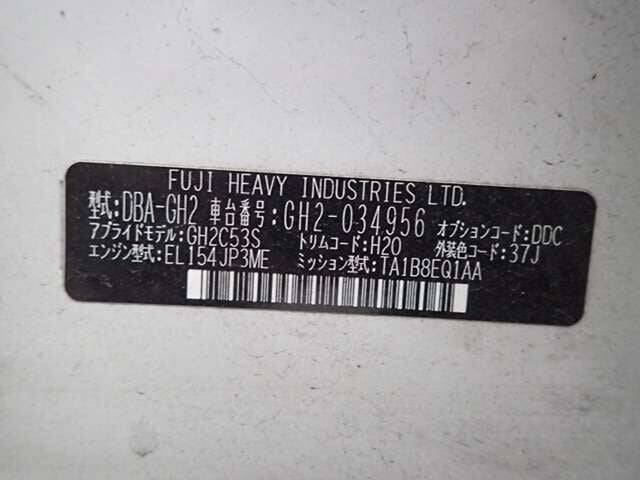 FUJI HEAVY INDUSTRIES LTD.
型式:DBA-GH2 車台番号:GH2-034956 オプションコード:DDC
アプライドモデル:GH2C53S トリムコード:H20 外装色コード:37J
エンジン型式:EL154JP3ME ミッション型式:TA1B8EQ1AA